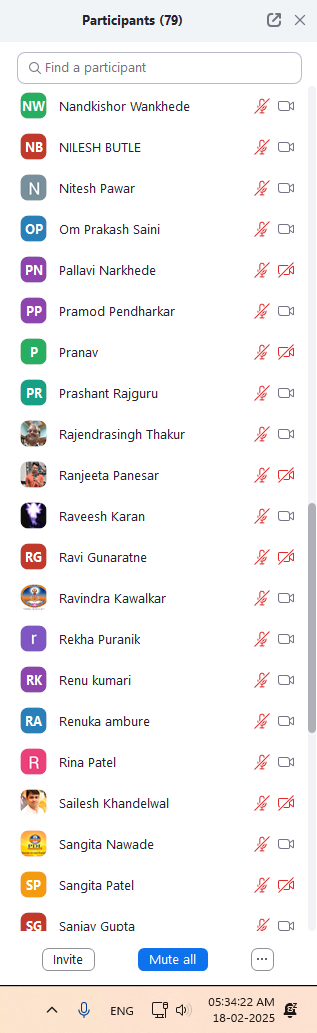 Participants (79)
Find a participant
NW Nandkishor Wankhede
NB NILESH BUTLE
N Nitesh Pawar
OP Om Prakash Saini
PN Pallavi Narkhede
PP Pramod Pendharkar
P Pranav
PR Prashant Rajguru
Rajendrasingh Thakur
Ranjeeta Panesar
Raveesh Karan
RG Ravi Gunaratne
Ravindra Kawalkar
r Rekha Puranik
RK Renu kumari
RA Renuka ambure
R Rina Patel
Sailesh Khandelwal
Sangita Nawade
SP Sangita Patel
SG Sanjay Gupta
Invite Mute all ...
ENG 05:34:22 AM
18-02-2025